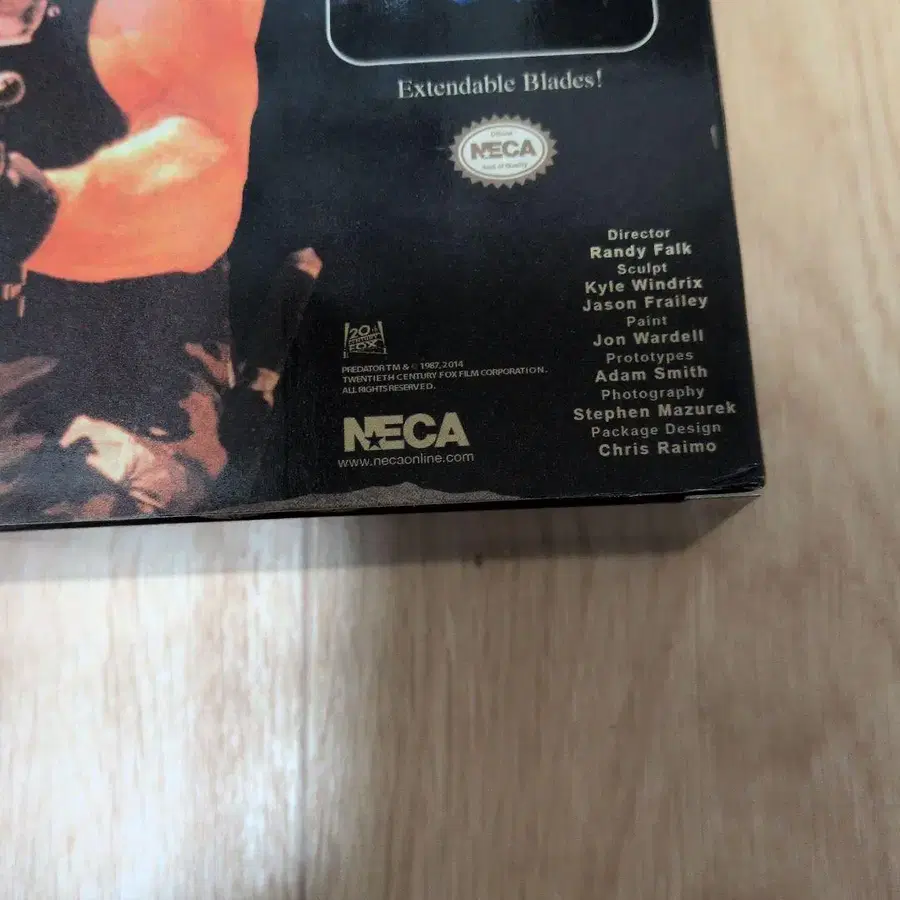 Extendable Blades!
Official
NECA
Seal of Quality
Director
Randy Falk
Sculpt
Kyle Windrix
Jason Frailey
Paint
Jon Wardell
Prototypes
Adam Smith
Photography
Stephen Mazurek
Package Design
Chris Raimo
20th
CENTURY
FOX
PREDATOR TM & © 1987, 2014
TWENTIETH CENTURY FOX FILM CORPORATION.
ALL RIGHTS RESERVED.
NECA
www.necaonline.com